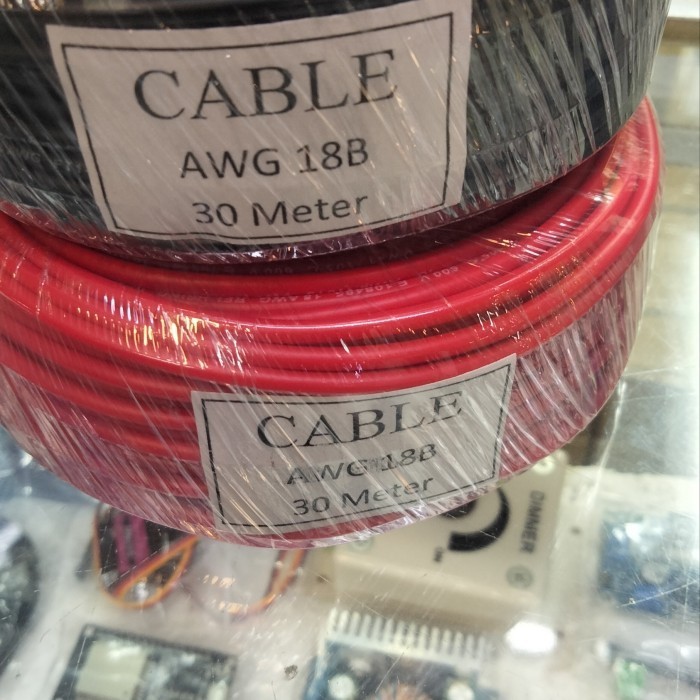 CABLE
AWG 18B
30 Meter
CABLE
AWG 18B
30 Meter
DIMMER